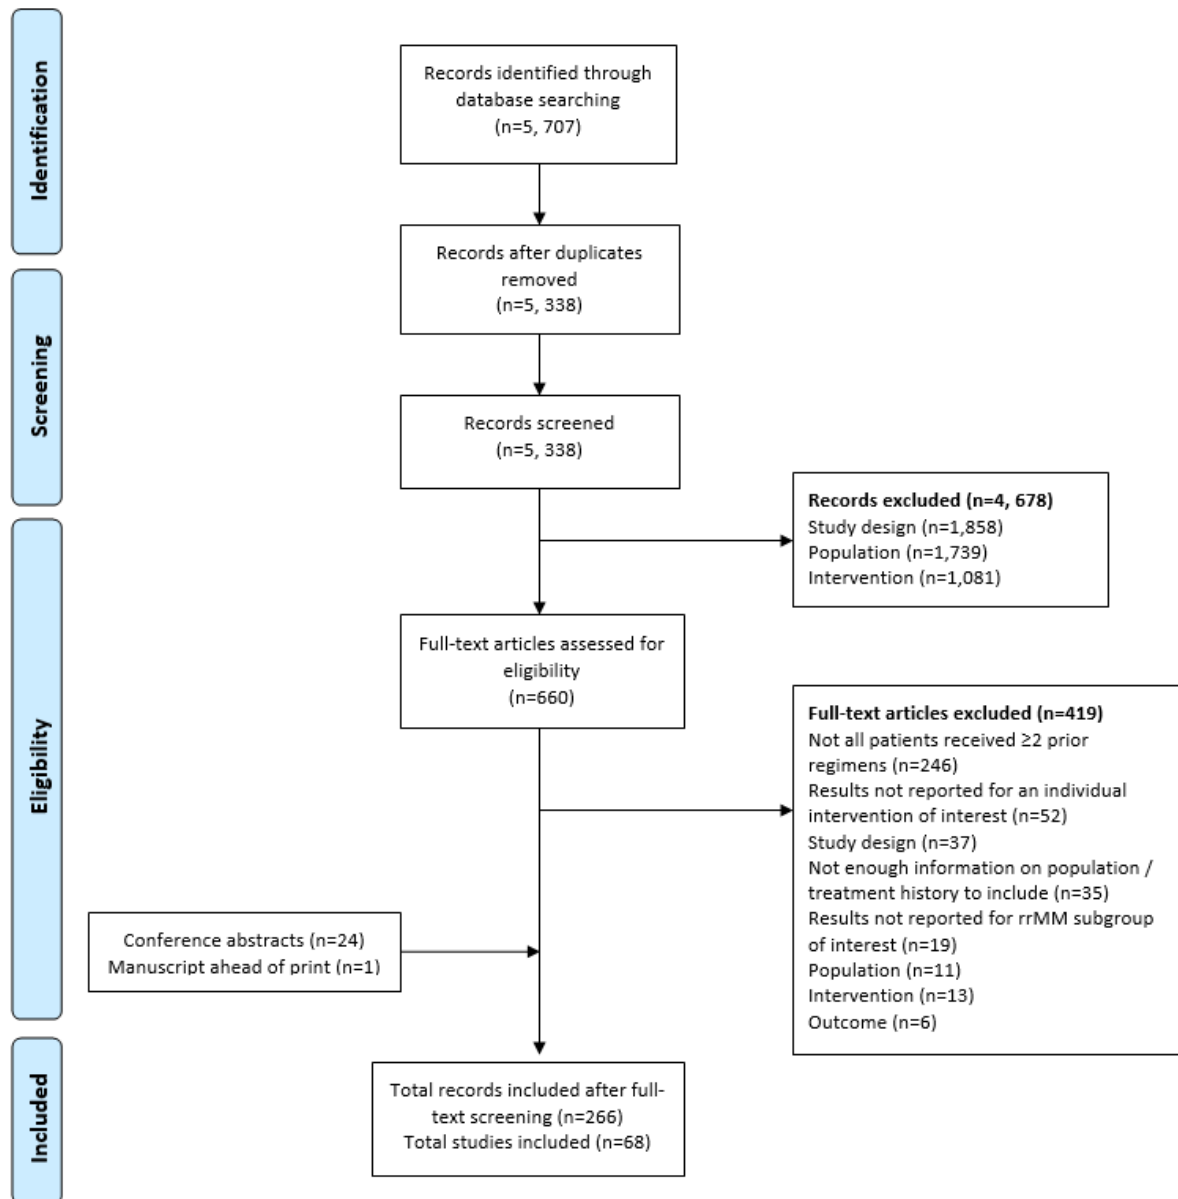 Identification
Records identified through
database searching
(n=5, 707)
Records after duplicates
removed
(n=5, 338)
Screening
Records screened
(n=5, 338)
Records excluded (n=4, 678)
Study design (n=1,858)
Population (n=1,739)
Intervention (n=1,081)
Eligibility
Full-text articles assessed for
eligibility
(n=660)
Full-text articles excluded (n=419)
Not all patients received ≥2 prior
regimens (n=246)
Results not reported for an individual
intervention of interest (n=52)
Study design (n=37)
Not enough information on population /
treatment history to include (n=35)
Results not reported for rrMM subgroup
of interest (n=19)
Population (n=11)
Intervention (n=13)
Outcome (n=6)
Conference abstracts (n=24)
Manuscript ahead of print (n=1)
Included
Total records included after full-
text screening (n=266)
Total studies included (n=68)